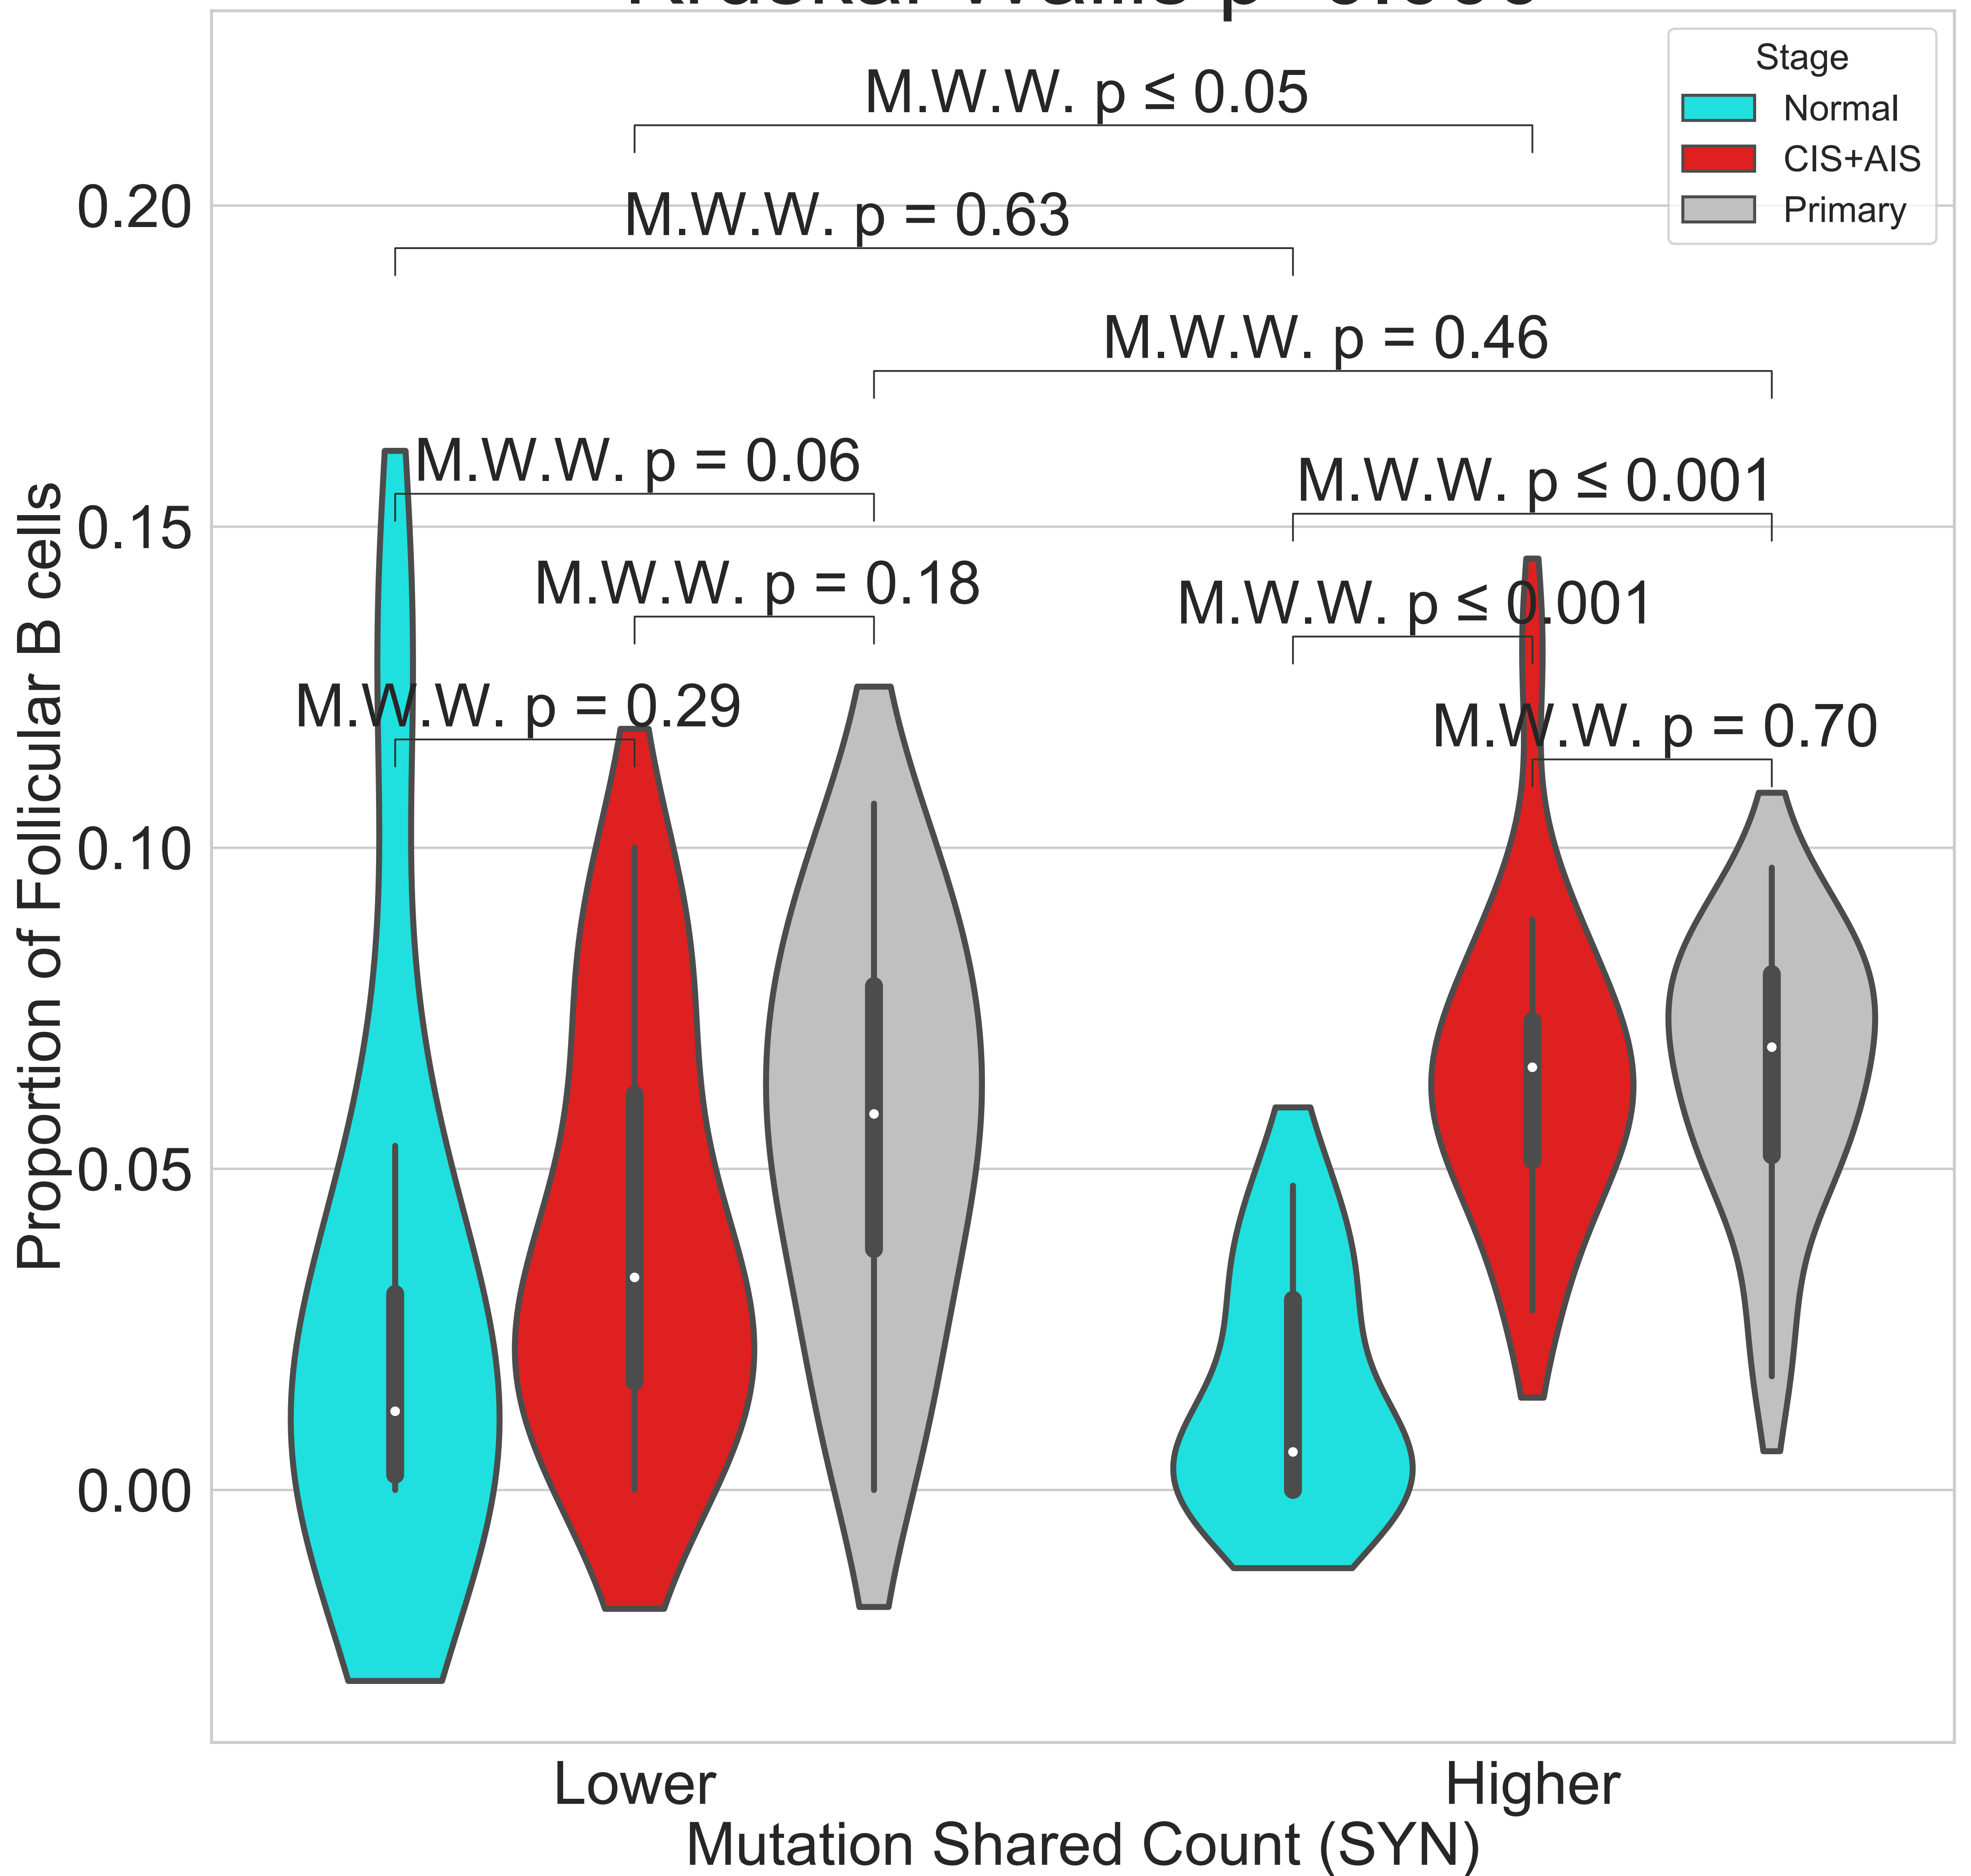 Stage
Normal
CIS+AIS
Primary
M.W.W. p ≤ 0.05
M.W.W. p = 0.63
M.W.W. p = 0.46
M.W.W. p = 0.06
M.W.W. p ≤ 0.001
M.W.W. p = 0.18
M.W.W. p ≤ 0.001
M.W.W. p = 0.29
M.W.W. p = 0.70
0.20
0.15
0.10
0.05
0.00
Proportion of Follicular B cells
Lower
Higher
Mutation Shared Count (SYN)